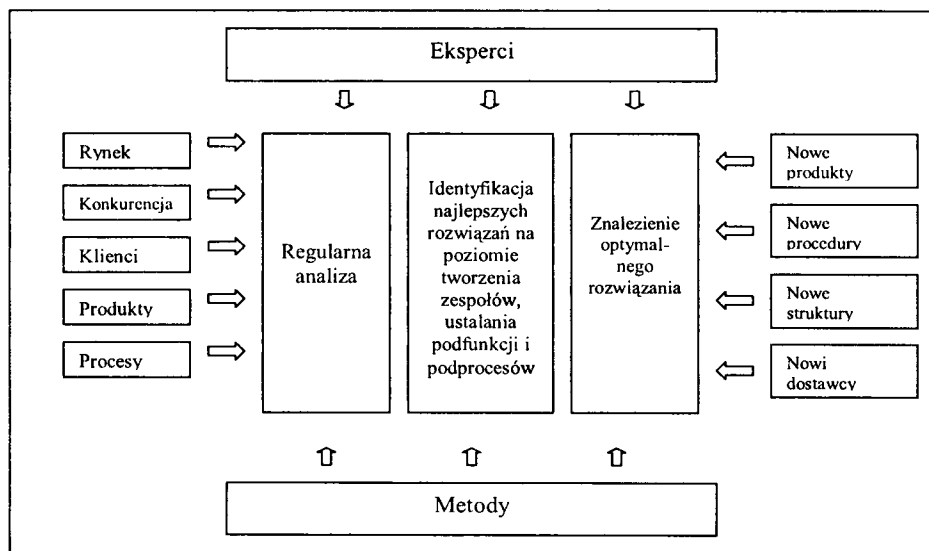 Eksperci
Rynek
Konkurencja
Klienci
Produkty
Procesy
Regularna
analiza
Identyfikacja
najlepszych
rozwiązań na
poziomie
tworzenia
zespołów,
ustalania
podfunkcji i
podprocesów
Znalezienie
optymal-
nego
rozwiązania
Nowe
produkty
Nowe
procedury
Nowe
struktury
Nowi
dostawcy
Metody